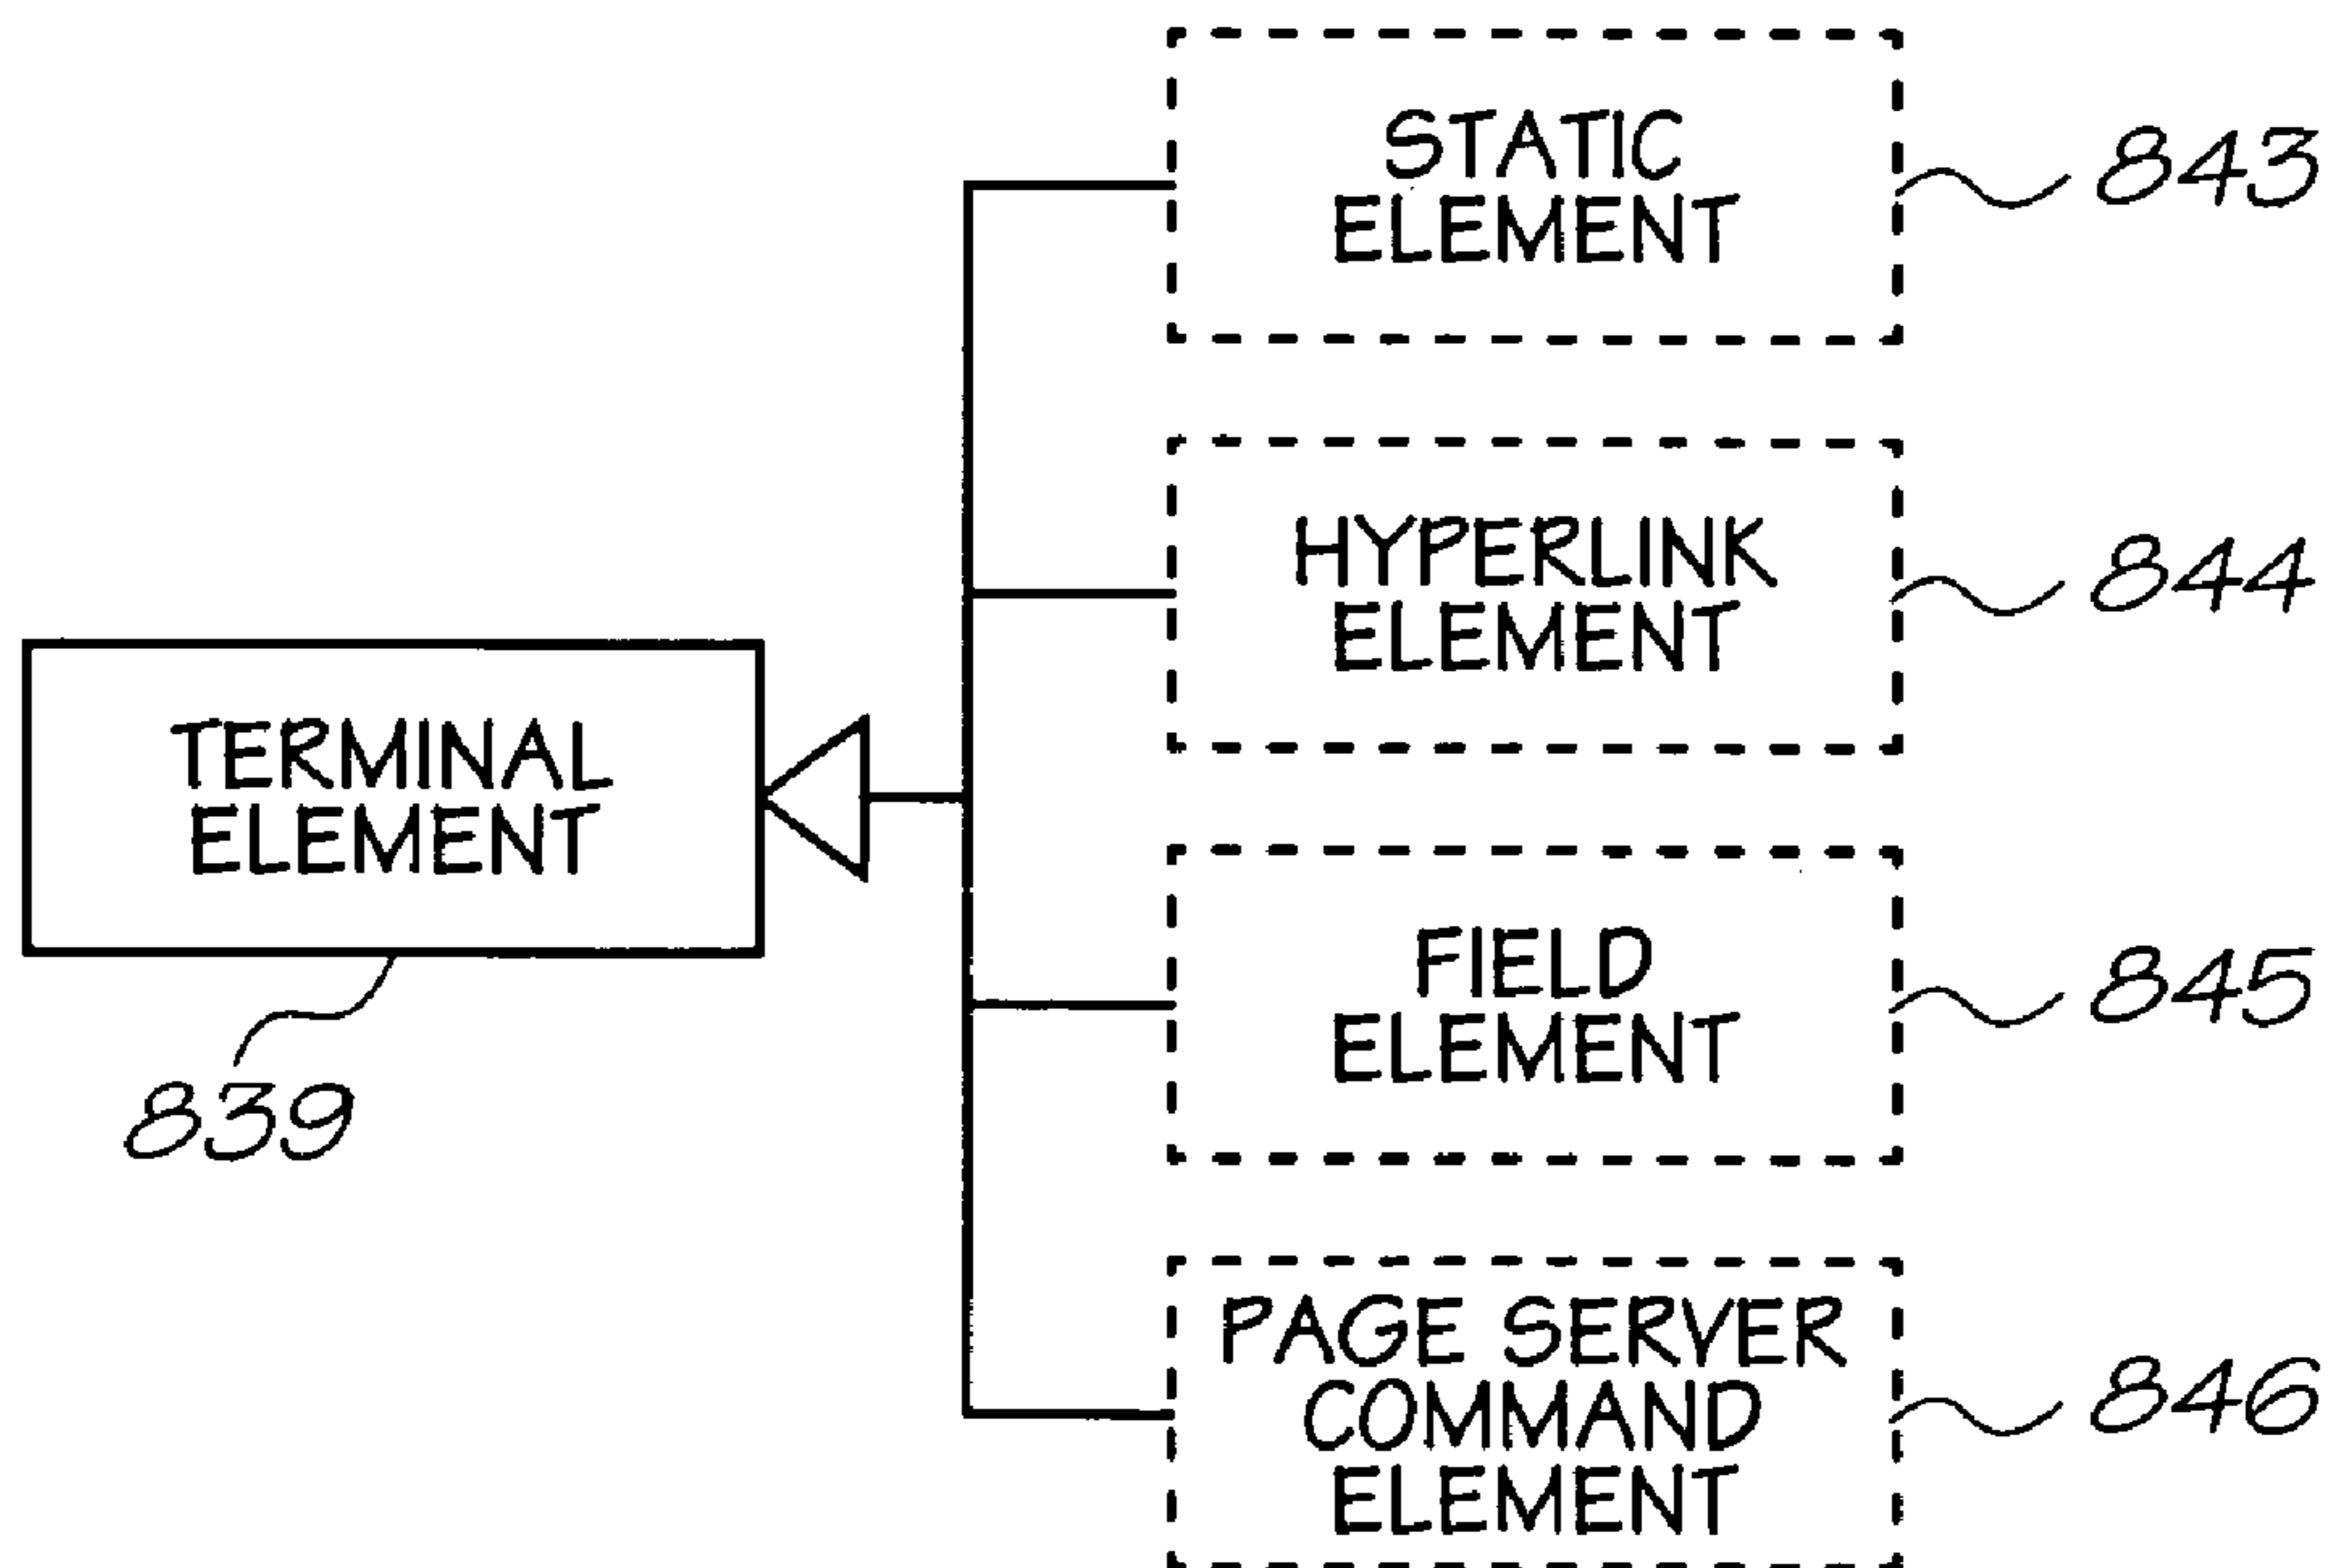 STATIC
ELEMENT
843
HYPERLINK
ELEMENT
844
TERMINAL
ELEMENT
839
FIELD
ELEMENT
845
PAGE SERVER
COMMAND
ELEMENT
846